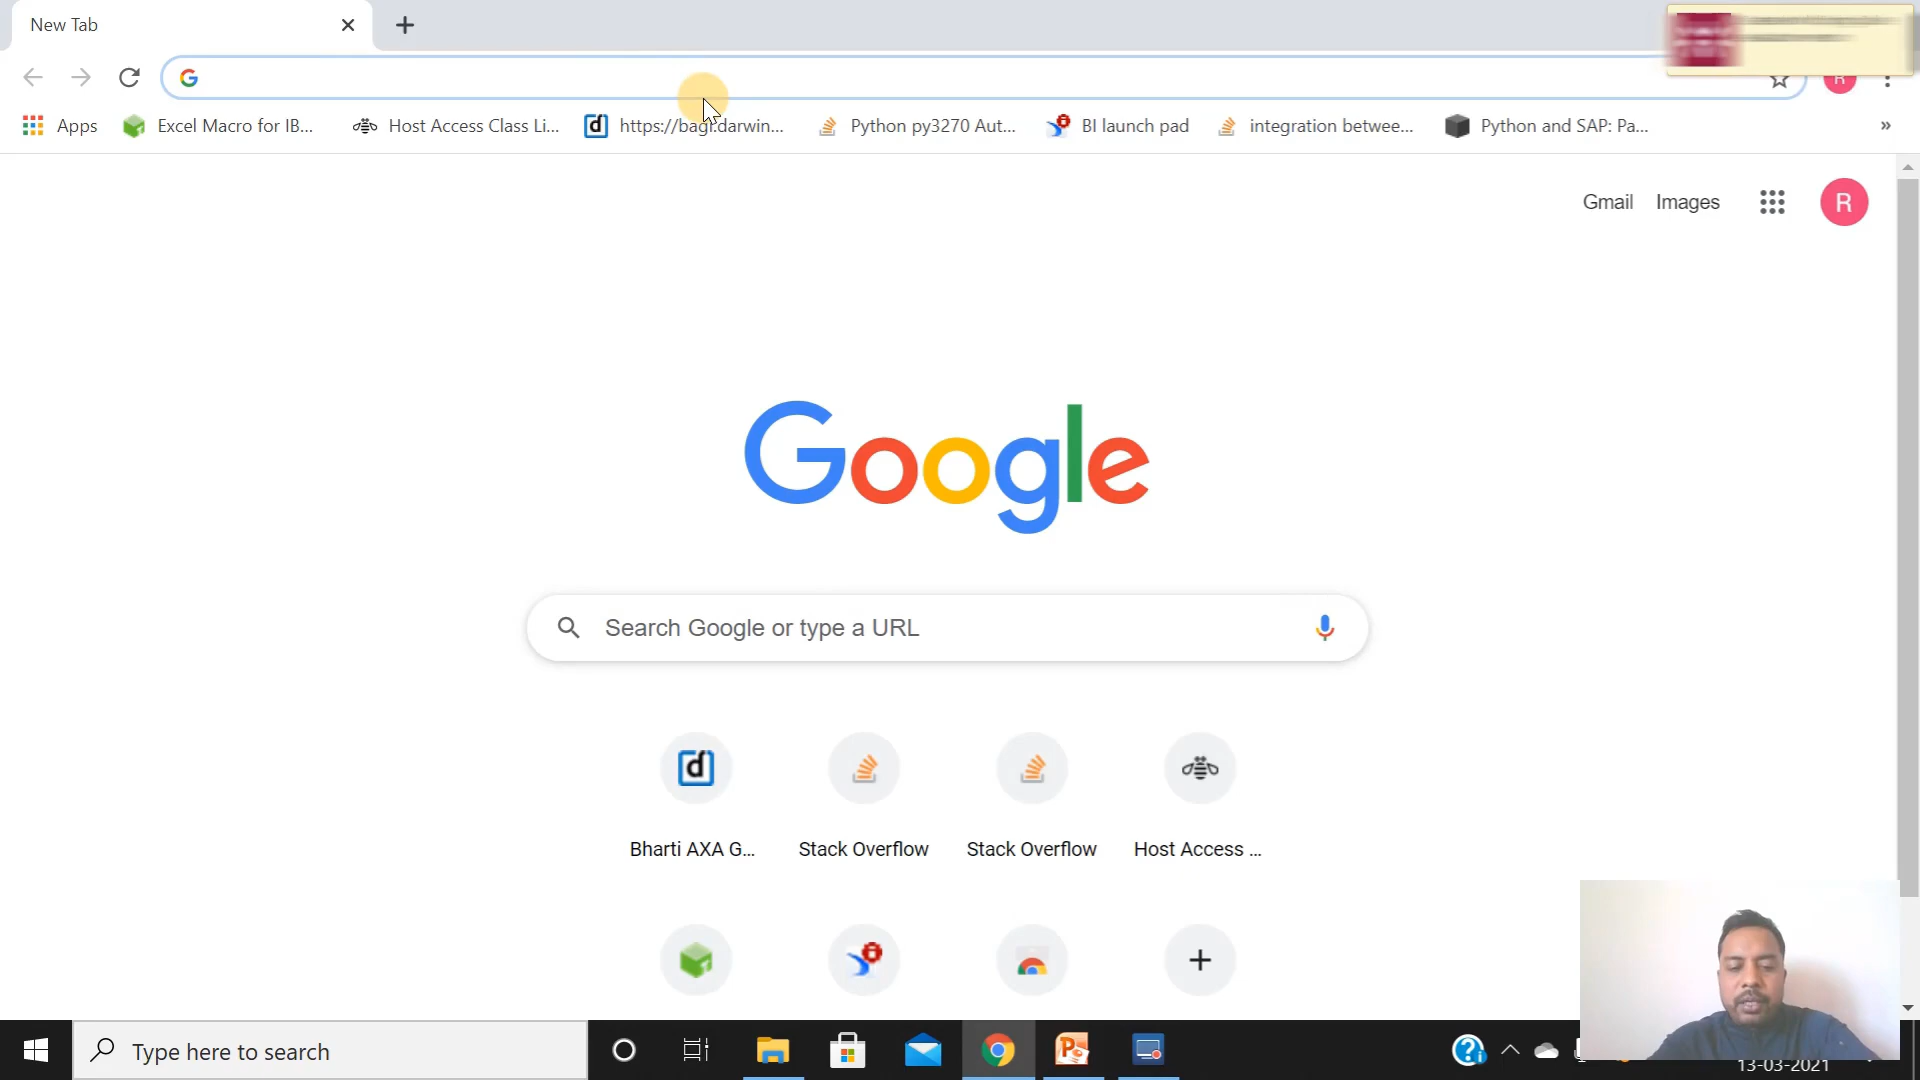 New Tab
Apps
Excel Macro for IB...
Host Access Class Li...
https://bagi.darwin...
Python py3270 Aut...
BI launch pad
integration betwee...
Python and SAP: Pa...
»
Gmail
Images
R
Google
Search Google or type a URL
Bharti AXA G...
Stack Overflow
Stack Overflow
Host Access ...
Type here to search
13-03-2021